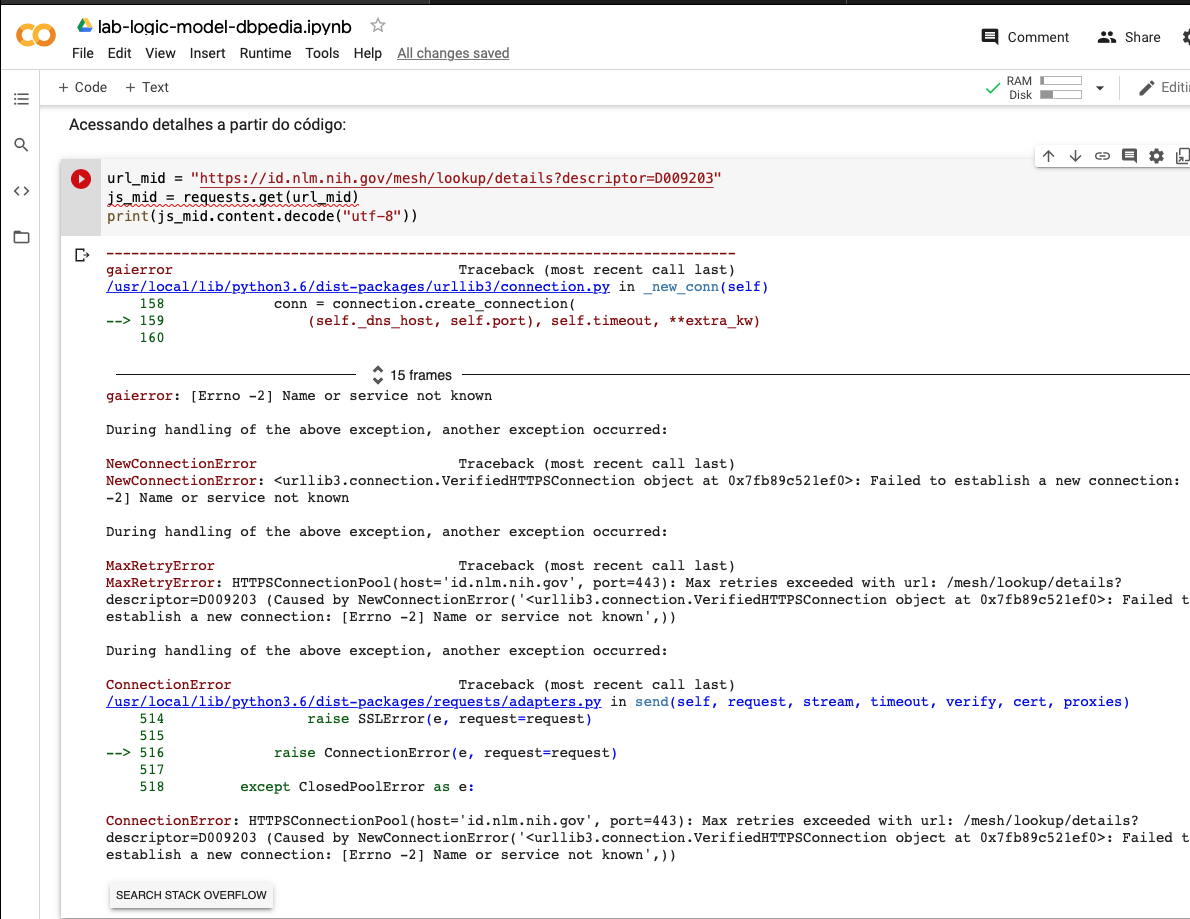 lab-logic-model-dbpedia.ipynb
File Edit View Insert Runtime Tools Help All changes saved
Comment Share
+ Code + Text
RAM
Disk
Acessando detalhes a partir do código:
url_mid = "https://id.nlm.nih.gov/mesh/lookup/details?descriptor=D009203"
js_mid = requests.get(url_mid)
print(js_mid.content.decode("utf-8"))
---------------------------------------------------------------------------
gaierror Traceback (most recent call last)
/usr/local/lib/python3.6/dist-packages/urllib3/connection.py in _new_conn(self)
158 conn = connection.create_connection(
--> 159 (self._dns_host, self.port), self.timeout, **extra_kw)
160
15 frames
gaierror: [Errno -2] Name or service not known
During handling of the above exception, another exception occurred:
NewConnectionError Traceback (most recent call last)
NewConnectionError: <urllib3.connection.VerifiedHTTPSConnection object at 0x7fb89c521ef0>: Failed to establish a new connection:
-2] Name or service not known
During handling of the above exception, another exception occurred:
MaxRetryError Traceback (most recent call last)
MaxRetryError: HTTPSConnectionPool(host='id.nlm.nih.gov', port=443): Max retries exceeded with url: /mesh/lookup/details?
descriptor=D009203 (Caused by NewConnectionError('<urllib3.connection.VerifiedHTTPSConnection object at 0x7fb89c521ef0>: Failed t
establish a new connection: [Errno -2] Name or service not known',))
During handling of the above exception, another exception occurred:
ConnectionError Traceback (most recent call last)
/usr/local/lib/python3.6/dist-packages/requests/adapters.py in send(self, request, stream, timeout, verify, cert, proxies)
514 raise SSLError(e, request=request)
515
--> 516 raise ConnectionError(e, request=request)
517
518 except ClosedPoolError as e:
ConnectionError: HTTPSConnectionPool(host='id.nlm.nih.gov', port=443): Max retries exceeded with url: /mesh/lookup/details?
descriptor=D009203 (Caused by NewConnectionError('<urllib3.connection.VerifiedHTTPSConnection object at 0x7fb89c521ef0>: Failed t
establish a new connection: [Errno -2] Name or service not known',))
SEARCH STACK OVERFLOW